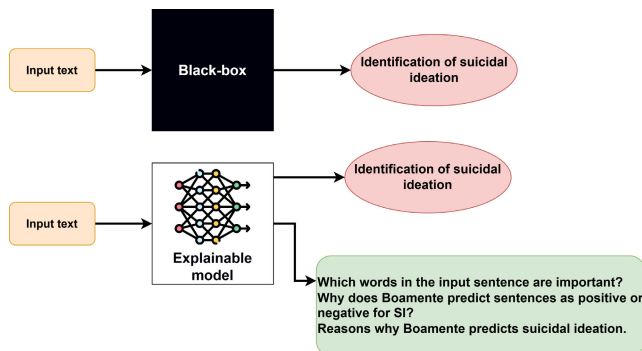 Input text
Black-box
Identification of suicidal
ideation
Input text
Explainable
model
Identification of suicidal
ideation
Which words in the input sentence are important?
Why does Boamente predict sentences as positive or
negative for SI?
Reasons why Boamente predicts suicidal ideation.